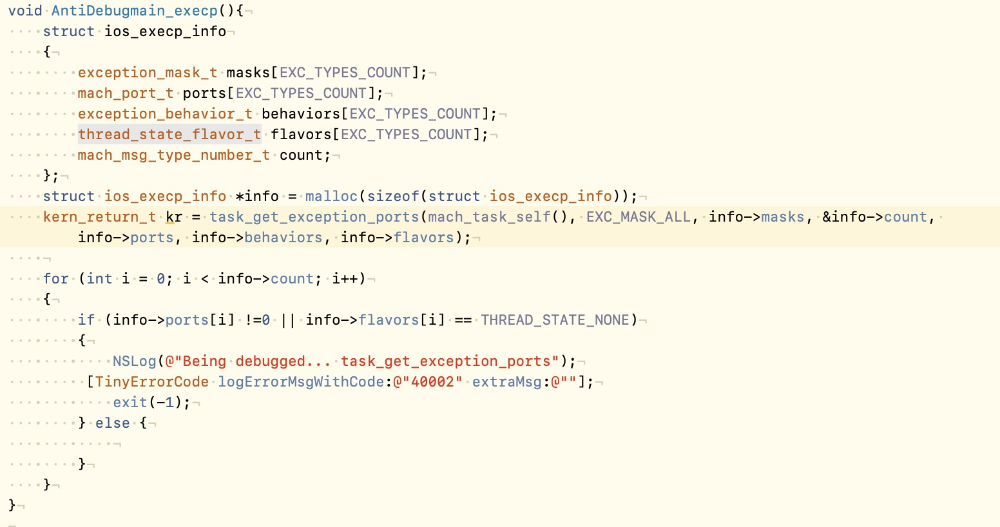 void AntiDebugmain_execp(){
    struct ios_execp_info
    {
        exception_mask_t masks[EXC_TYPES_COUNT];
        mach_port_t ports[EXC_TYPES_COUNT];
        exception_behavior_t behaviors[EXC_TYPES_COUNT];
        thread_state_flavor_t flavors[EXC_TYPES_COUNT];
        mach_msg_type_number_t count;
    };
    struct ios_execp_info *info = malloc(sizeof(struct ios_execp_info));
    kern_return_t kr = task_get_exception_ports(mach_task_self(), EXC_MASK_ALL, info->masks, &info->count,
        info->ports, info->behaviors, info->flavors);
    
    for (int i = 0; i < info->count; i++)
    {
        if (info->ports[i] !=0 || info->flavors[i] == THREAD_STATE_NONE)
        {
            NSLog(@"Being debugged... task_get_exception_ports");
         [TinyErrorCode logErrorMsgWithCode:@"40002" extraMsg:@""];
            exit(-1);
        } else {
            
        }
    }
}